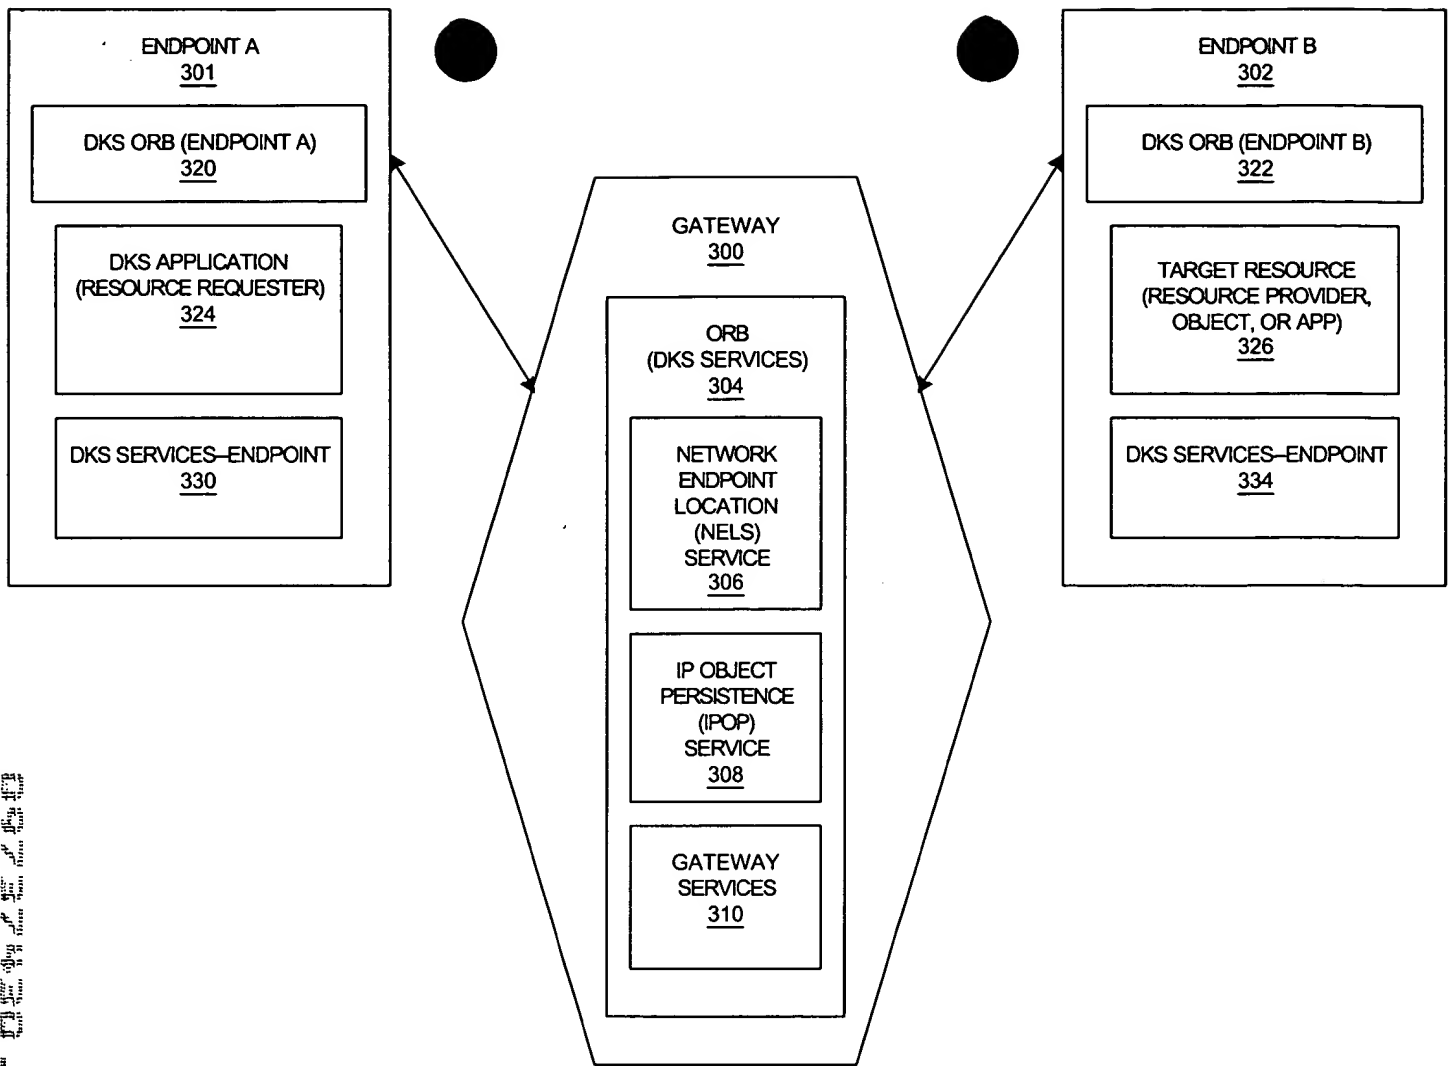 ENDPOINT A
301
DKS ORB (ENDPOINT A)
320
DKS APPLICATION
(RESOURCE REQUESTER)
324
DKS SERVICES–ENDPOINT
330
GATEWAY
300
ORB
(DKS SERVICES)
304
NETWORK
ENDPOINT
LOCATION
(NELS)
SERVICE
306
IP OBJECT
PERSISTENCE
(IPOP)
SERVICE
308
GATEWAY
SERVICES
310
ENDPOINT B
302
DKS ORB (ENDPOINT B)
322
TARGET RESOURCE
(RESOURCE PROVIDER,
OBJECT, OR APP)
326
DKS SERVICES–ENDPOINT
334